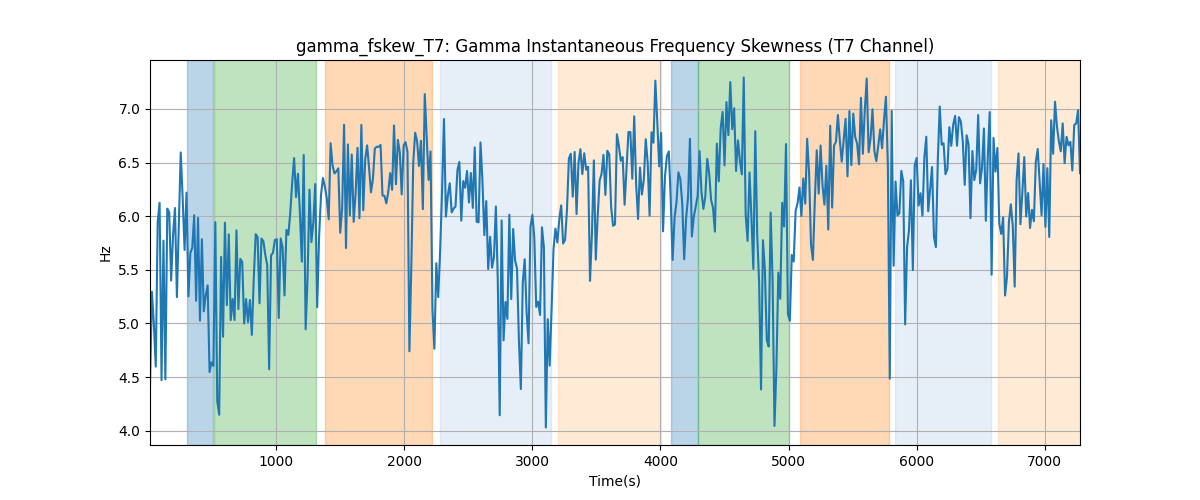 gamma_fskew_T7: Gamma Instantaneous Frequency Skewness (T7 Channel)
7.0
6.5
6.0
5.5
5.0
4.5
4.0
Hz
1000 2000 3000 4000 5000 6000 7000
Time(s)